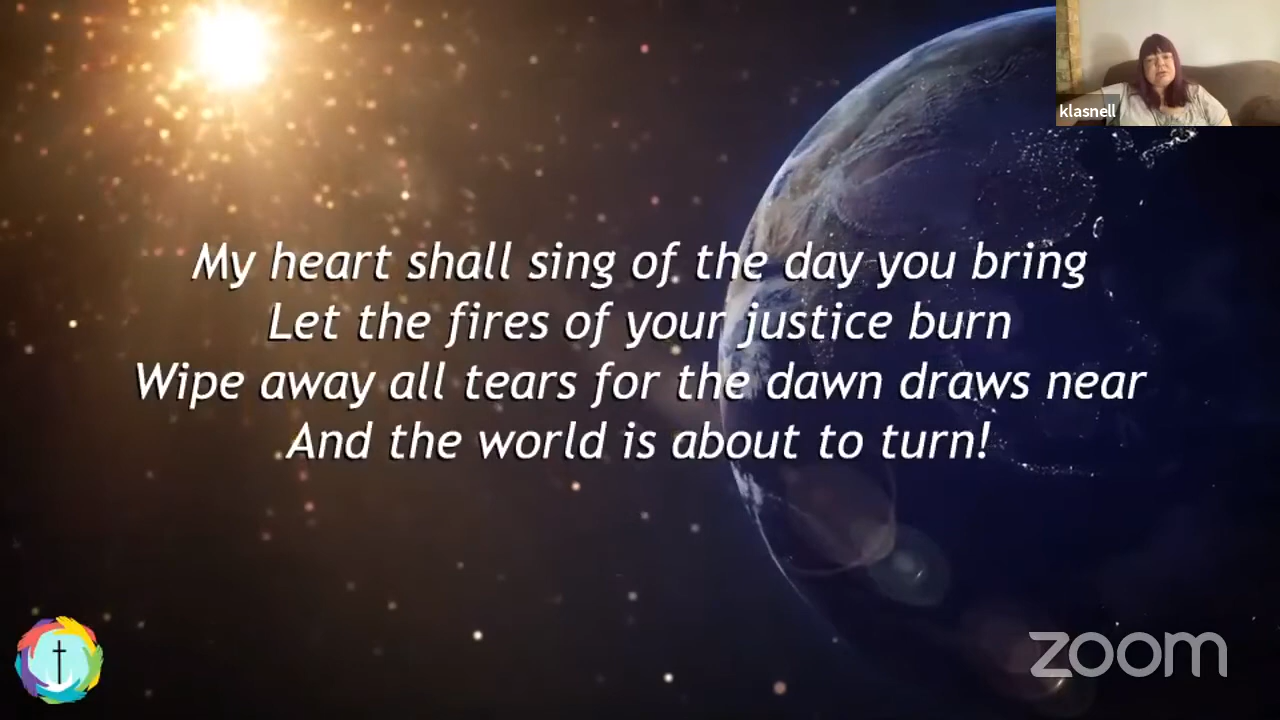 klasnell
My heart shall sing of the day you bring
Let the fires of your justice burn
Wipe away all tears for the dawn draws near
And the world is about to turn!
zoom